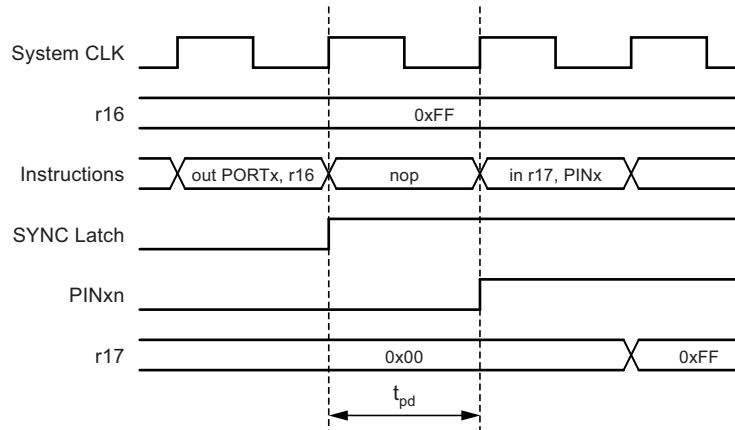 System CLK
r16
0xFF
Instructions
out PORTx, r16
nop
in r17, PINx
SYNC Latch
PINxn
r17
0x00
0xFF
tpd